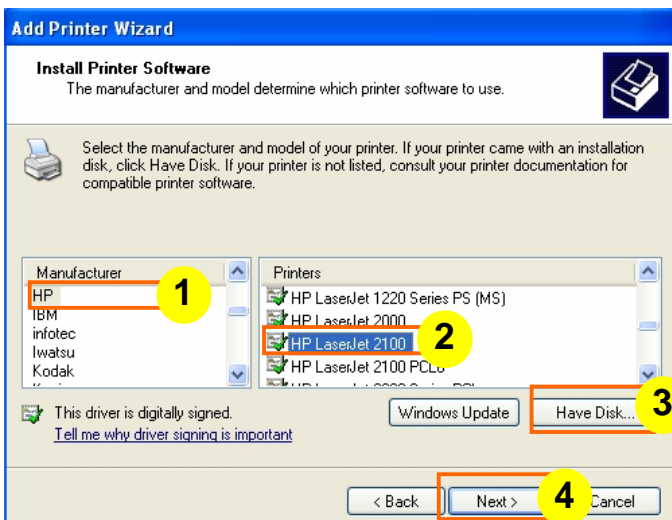 Add Printer Wizard
Install Printer Software
The manufacturer and model determine which printer software to use.
Select the manufacturer and model of your printer. If your printer came with an installation
disk, click Have Disk. If your printer is not listed, consult your printer documentation for
compatible printer software.
Manufacturer
HP
IBM
infotec
Iwatsu
Kodak
1
Printers
HP LaserJet 1220 Series PS (MS)
HP LaserJet 2000
HP LaserJet 2100
HP LaserJet 2100 PCL6
2
This driver is digitally signed.
Tell me why driver signing is important
Windows Update
Have Disk...
3
< Back
Next >
4
Cancel